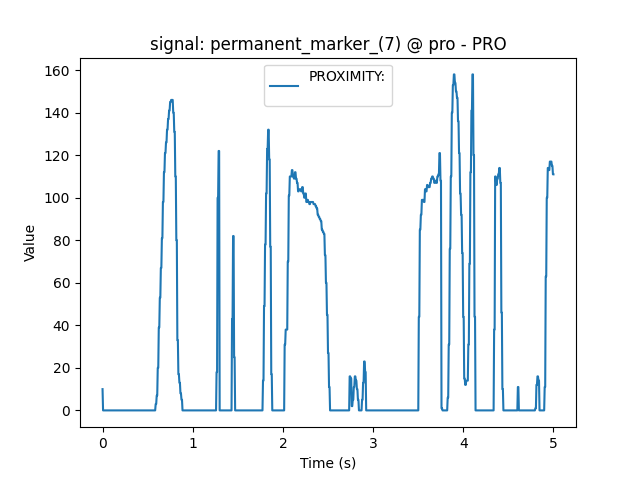 signal: permanent_marker_(7) @ pro - PRO
PROXIMITY:
160
140
120
100
80
60
40
20
0
Value
0 1 2 3 4 5
Time (s)